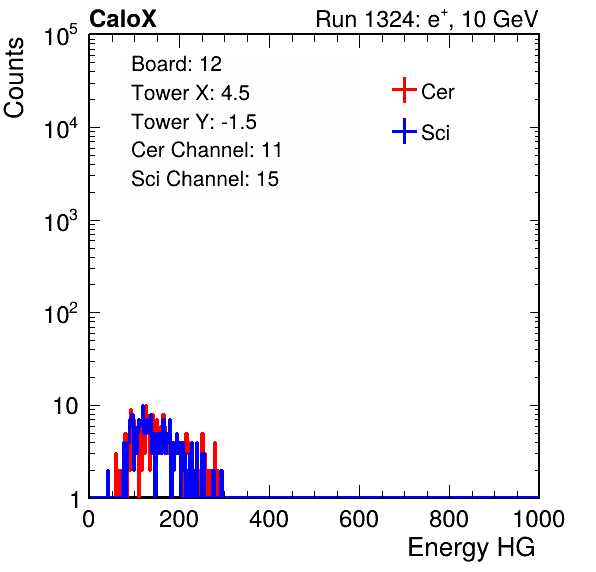 CaloX Run 1324: e⁺, 10 GeV
Counts
10⁵
10⁴
10³
10²
10
1
Board: 12
Tower X: 4.5
Tower Y: -1.5
Cer Channel: 11
Sci Channel: 15
Cer
Sci
0 200 400 600 800 1000
Energy HG